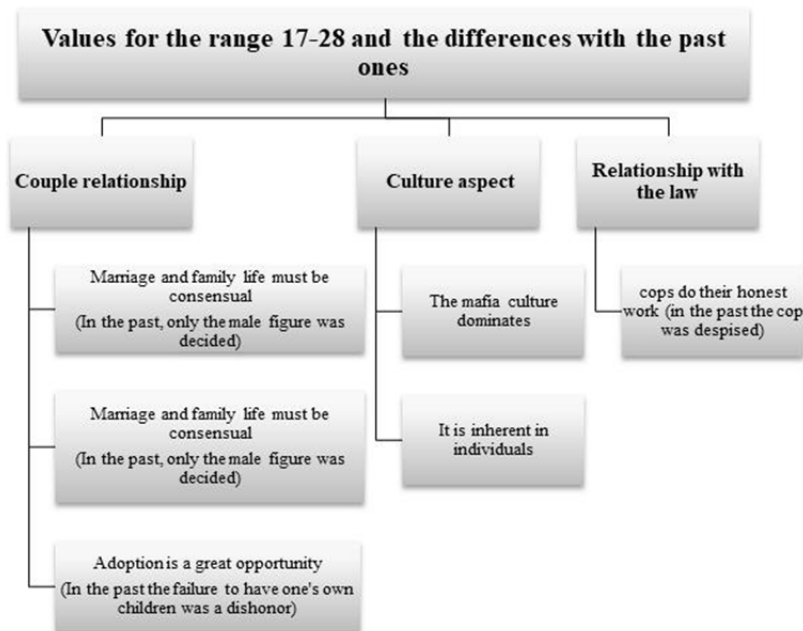 Values for the range 17-28 and the differences with the past
ones
Couple relationship
Marriage and family life must be
consensual
(In the past, only the male figure was
decided)
Marriage and family life must be
consensual
(In the past, only the male figure was
decided)
Adoption is a great opportunity
(In the past the failure to have one's own
children was a dishonor)
Culture aspect
The mafia culture
dominates
It is inherent in
individuals
Relationship with
the law
cops do their honest
work (in the past the cop
was despised)